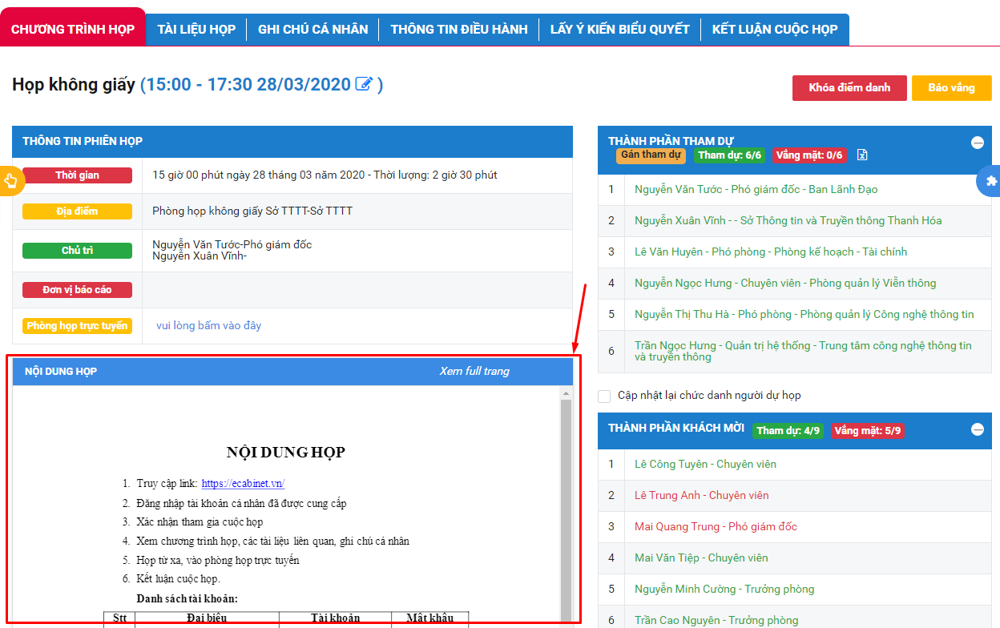 CHƯƠNG TRÌNH HỌP
TÀI LIỆU HỌP
GHI CHÚ CÁ NHÂN
THÔNG TIN ĐIỀU HÀNH
LẤY Ý KIẾN BIỂU QUYẾT
KẾT LUẬN CUỘC HỌP
Họp không giấy (15:00 - 17:30 28/03/2020 )
Khóa điểm danh
Báo vắng
THÔNG TIN PHIÊN HỌP
Thời gian
15 giờ 00 phút ngày 28 tháng 03 năm 2020 - Thời lượng: 2 giờ 30 phút
Địa điểm
Phòng họp không giấy Sở TTTT-Sở TTTT
Chủ trì
Nguyễn Văn Tước-Phó giám đốc
Nguyễn Xuân Vĩnh-
Đơn vị báo cáo
Phòng họp trực tuyến
vui lòng bấm vào đây
NỘI DUNG HỌP
Xem full trang
NỘI DUNG HỌP
1. Truy cập link: https://ecabinet.vn/
2. Đăng nhập tài khoản cá nhân đã được cung cấp
3. Xác nhận tham gia cuộc họp
4. Xem chương trình họp, các tài liệu liên quan, ghi chú cá nhân
5. Họp từ xa, vào phòng họp trực tuyến
6. Kết luận cuộc họp.
Danh sách tài khoản:
Stt Đại biểu Tài khoản Mật khẩu
THÀNH PHẦN THAM DỰ
Gán tham dự
Tham dự: 6/6
Vắng mặt: 0/6
1 Nguyễn Văn Tước - Phó giám đốc - Ban Lãnh Đạo
2 Nguyễn Xuân Vĩnh - - Sở Thông tin và Truyền thông Thanh Hóa
3 Lê Văn Huyên - Phó phòng - Phòng kế hoạch - Tài chính
4 Nguyễn Ngọc Hưng - Chuyên viên - Phòng quản lý Viễn thông
5 Nguyễn Thị Thu Hà - Phó phòng - Phòng quản lý Công nghệ thông tin
6 Trần Ngọc Hưng - Quản trị hệ thống - Trung tâm công nghệ thông tin
và truyền thông
Cập nhật lại chức danh người dự họp
THÀNH PHẦN KHÁCH MỜI
Tham dự: 4/9
Vắng mặt: 5/9
1 Lê Công Tuyên - Chuyên viên
2 Lê Trung Anh - Chuyên viên
3 Mai Quang Trung - Phó giám đốc
4 Mai Văn Tiệp - Chuyên viên
5 Nguyễn Minh Cường - Trưởng phòng
6 Trần Cao Nguyên - Trưởng phòng